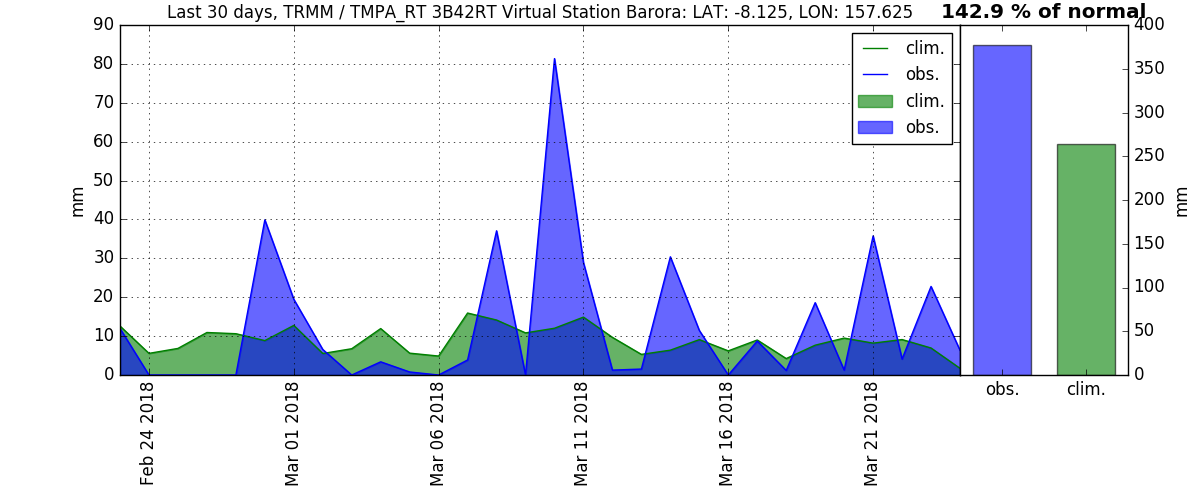 Last 30 days, TRMM / TMPA_RT 3B42RT Virtual Station Barora: LAT: -8.125, LON: 157.625
142.9 % of normal
90
80
70
60
50
40
30
20
10
0
mm
clim.
obs.
clim.
obs.
Feb 24 2018
Mar 01 2018
Mar 06 2018
Mar 11 2018
Mar 16 2018
Mar 21 2018
400
350
300
250
200
150
100
50
0
mm
obs.
clim.